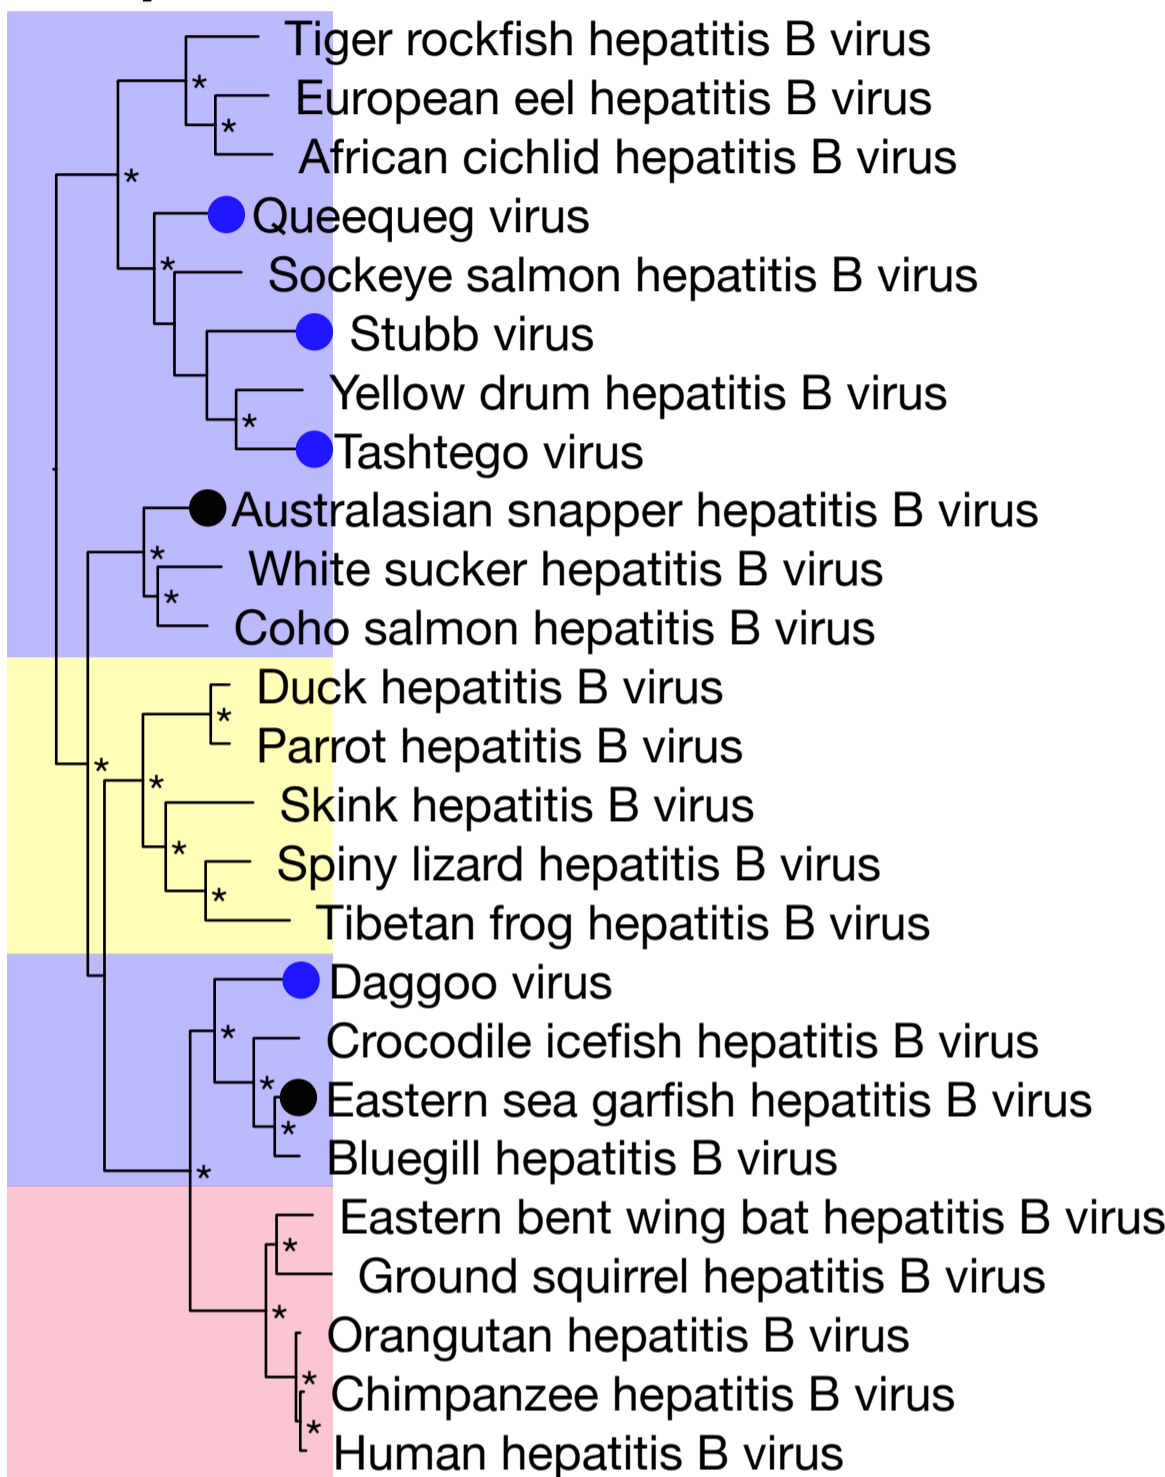 Tiger rockfish hepatitis B virus
*
European eel hepatitis B virus
*
African cichlid hepatitis B virus
*
Queequeg virus
*
Sockeye salmon hepatitis B virus
Stubb virus
Yellow drum hepatitis B virus
*
Tashtego virus
Australasian snapper hepatitis B virus
*
White sucker hepatitis B virus
*
Coho salmon hepatitis B virus
Duck hepatitis B virus
*
Parrot hepatitis B virus
*
*
Skink hepatitis B virus
*
Spiny lizard hepatitis B virus
*
Tibetan frog hepatitis B virus
Daggoo virus
*
Crocodile icefish hepatitis B virus
*
Eastern sea garfish hepatitis B virus
*
Bluegill hepatitis B virus
*
Eastern bent wing bat hepatitis B virus
*
Ground squirrel hepatitis B virus
*
Orangutan hepatitis B virus
*
Chimpanzee hepatitis B virus
*
Human hepatitis B virus